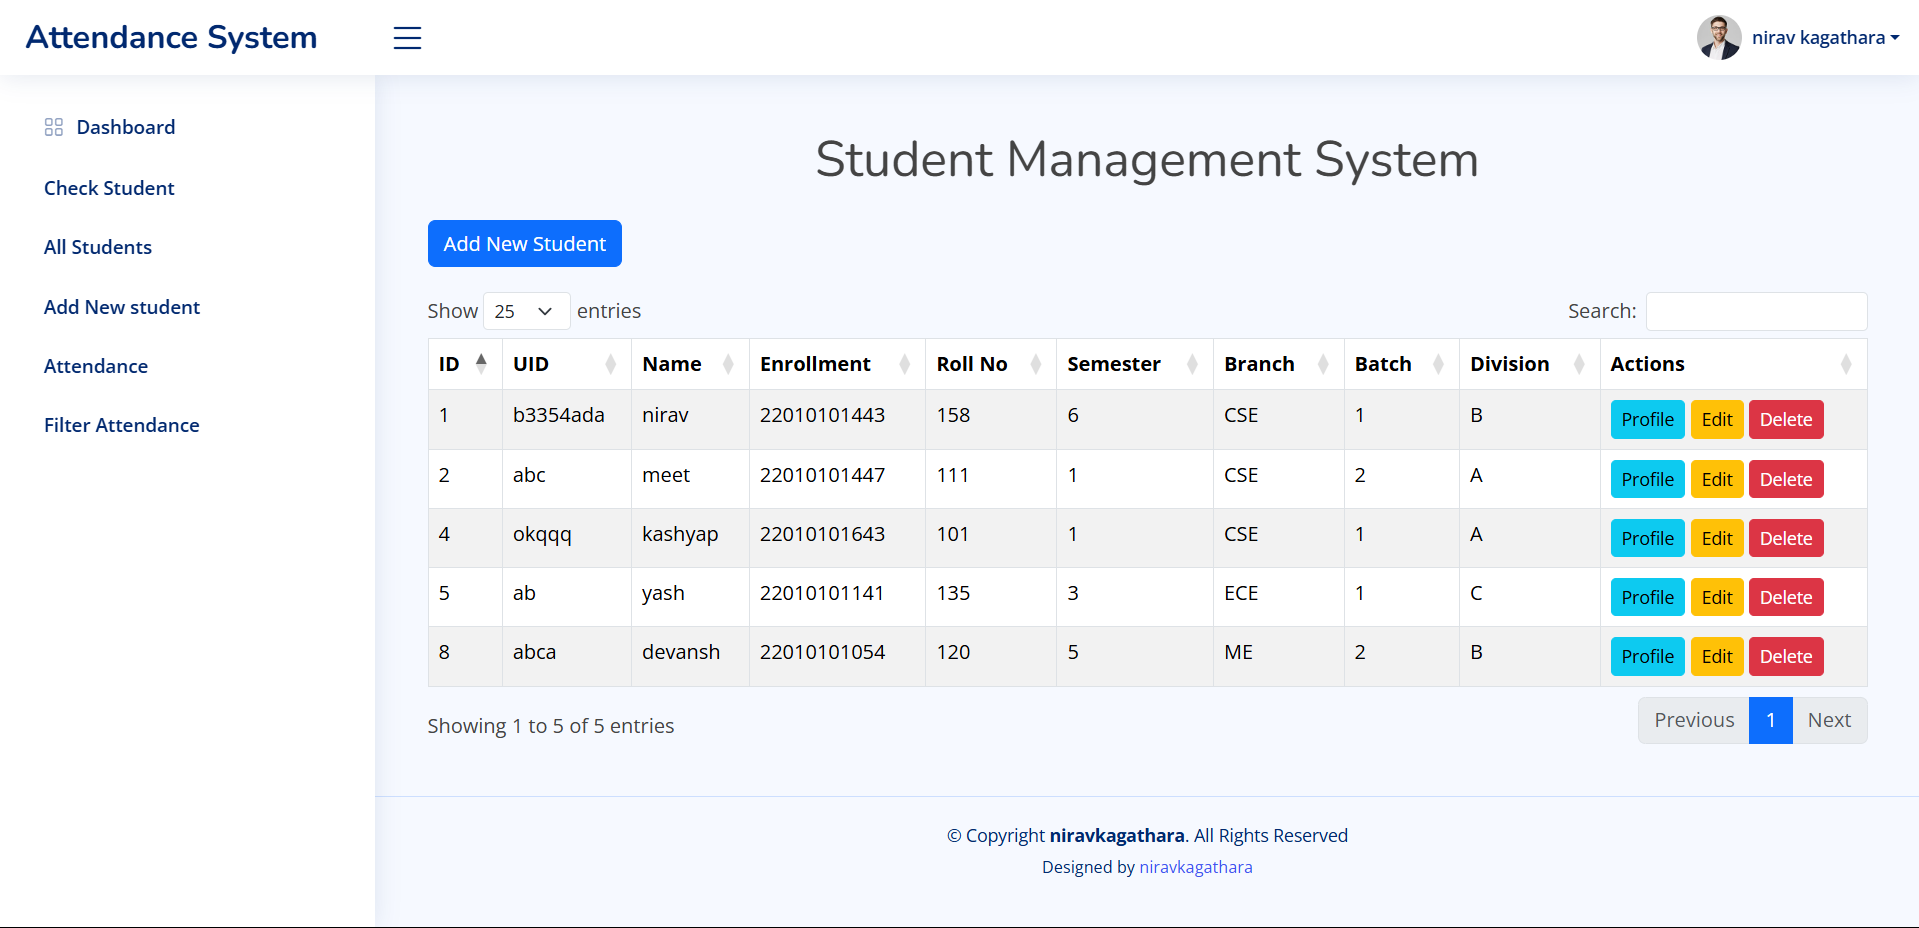 Attendance System
nirav kagathara
Dashboard
Check Student
All Students
Add New student
Attendance
Filter Attendance
Student Management System
Add New Student
Show 25 entries
Search:
ID UID Name Enrollment Roll No Semester Branch Batch Division Actions
1 b3354ada nirav 22010101443 158 6 CSE 1 B Profile Edit Delete
2 abc meet 22010101447 111 1 CSE 2 A Profile Edit Delete
4 okqqq kashyap 22010101643 101 1 CSE 1 A Profile Edit Delete
5 ab yash 22010101141 135 3 ECE 1 C Profile Edit Delete
8 abca devansh 22010101054 120 5 ME 2 B Profile Edit Delete
Showing 1 to 5 of 5 entries
Previous 1 Next
© Copyright niravkagathara. All Rights Reserved
Designed by niravkagathara